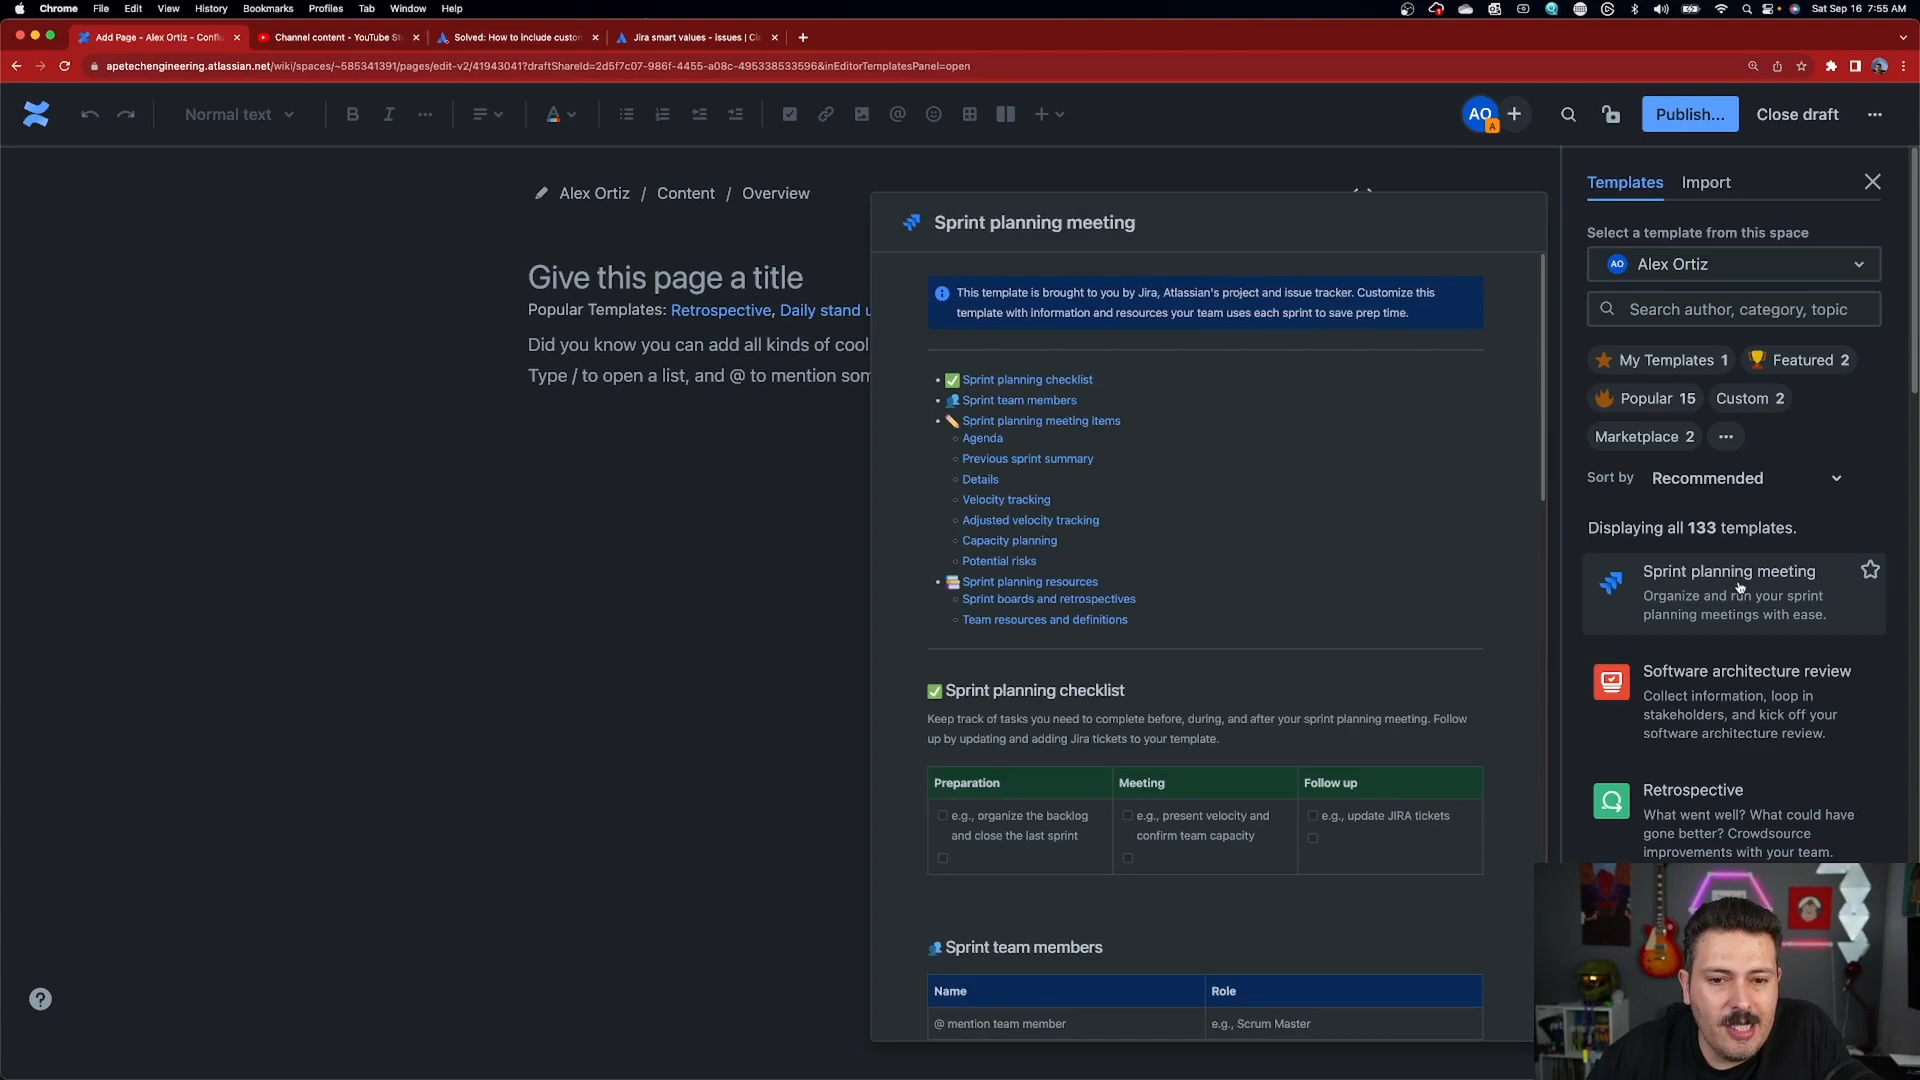 Chrome File Edit View History Bookmarks Profiles Tab Window Help
Sat Sep 16 7:55 AM
Add Page - Alex Ortiz - Conflu
Channel content - YouTube St
Solved: How to include custo
Jira smart values - issues | Cl
apetechengineering.atlassian.net/wiki/spaces/~585341391/pages/edit-v2/41943041?draftShareId=2d5f7c07-986f-4455-a08c-495338533596&inEditorTemplatesPanel=open
Normal text
B I
A
AO
A
Publish...
Close draft
Alex Ortiz / Content / Overview
Give this page a title
Popular Templates: Retrospective, Daily stand u
Did you know you can add all kinds of cool
Type / to open a list, and @ to mention som
Sprint planning meeting
This template is brought to you by Jira, Atlassian's project and issue tracker. Customize this
template with information and resources your team uses each sprint to save prep time.
Sprint planning checklist
Sprint team members
Sprint planning meeting items
Agenda
Previous sprint summary
Details
Velocity tracking
Adjusted velocity tracking
Capacity planning
Potential risks
Sprint planning resources
Sprint boards and retrospectives
Team resources and definitions
Sprint planning checklist
Keep track of tasks you need to complete before, during, and after your sprint planning meeting. Follow
up by updating and adding Jira tickets to your template.
Preparation Meeting Follow up
e.g., organize the backlog
and close the last sprint
e.g., present velocity and
confirm team capacity
e.g., update JIRA tickets
Sprint team members
Name Role
@ mention team member e.g., Scrum Master
Templates Import
Select a template from this space
AO Alex Ortiz
Search author, category, topic
My Templates 1
Featured 2
Popular 15
Custom 2
Marketplace 2
Sort by Recommended
Displaying all 133 templates.
Sprint planning meeting
Organize and run your sprint
planning meetings with ease.
Software architecture review
Collect information, loop in
stakeholders, and kick off your
software architecture review.
Retrospective
What went well? What could have
gone better? Crowdsource
improvements with your team.
?